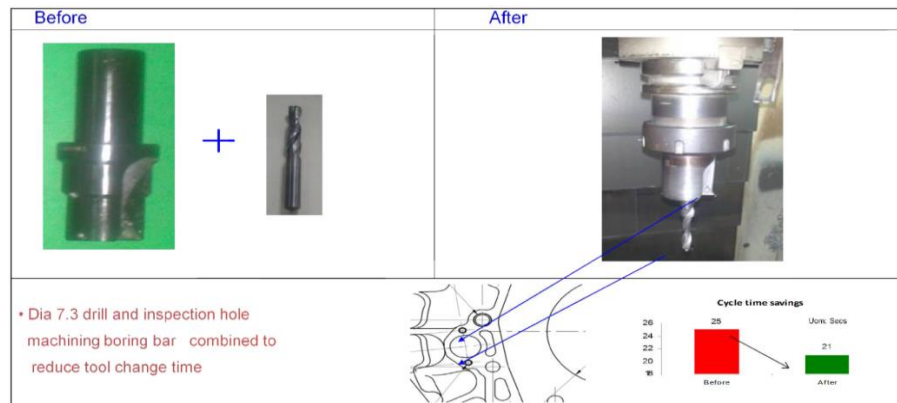 Before
After
+
• Dia 7.3 drill and inspection hole
machining boring bar combined to
reduce tool change time
Cycle time savings
Uom: Secs
26
24
22
20
25
21
Before
After